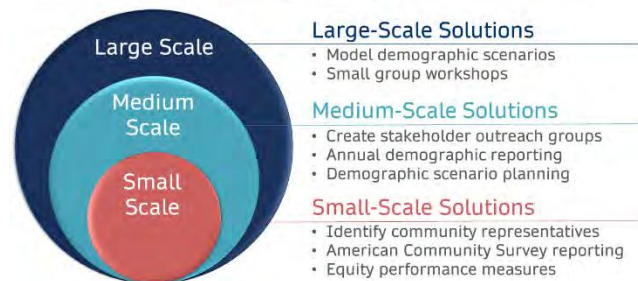 Large Scale
Medium
Scale
Small
Scale
Large-Scale Solutions
• Model demographic scenarios
• Small group workshops
Medium-Scale Solutions
• Create stakeholder outreach groups
• Annual demographic reporting
• Demographic scenario planning
Small-Scale Solutions
• Identify community representatives
• American Community Survey reporting
• Equity performance measures